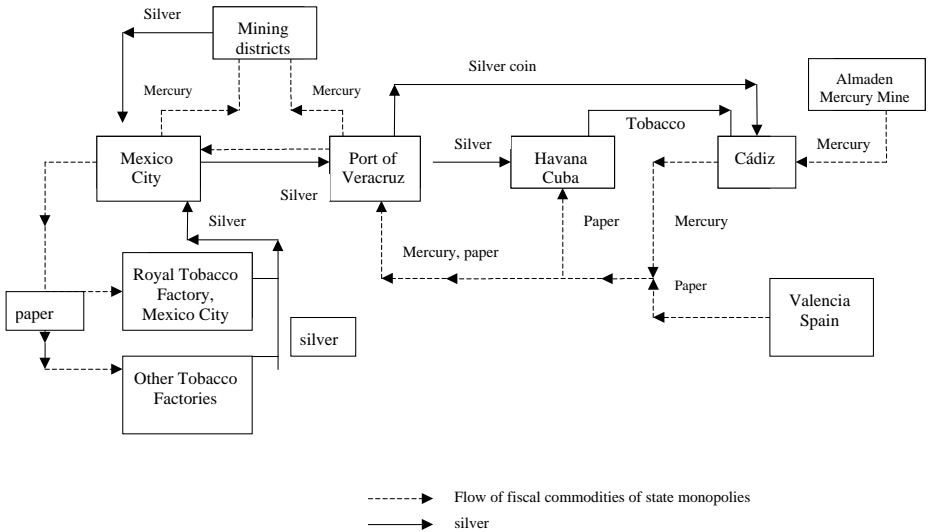 Silver
Mining
districts
Silver coin
Almaden
Mercury Mine
Mercury
Mercury
Tobacco
Mexico
City
Port of
Veracruz
Silver
Havana
Cuba
Cádiz
Mercury
Silver
Silver
Paper
Mercury
Mercury, paper
Royal Tobacco
Factory,
Mexico City
Paper
Valencia
Spain
paper
silver
Other Tobacco
Factories
Flow of fiscal commodities of state monopolies
silver